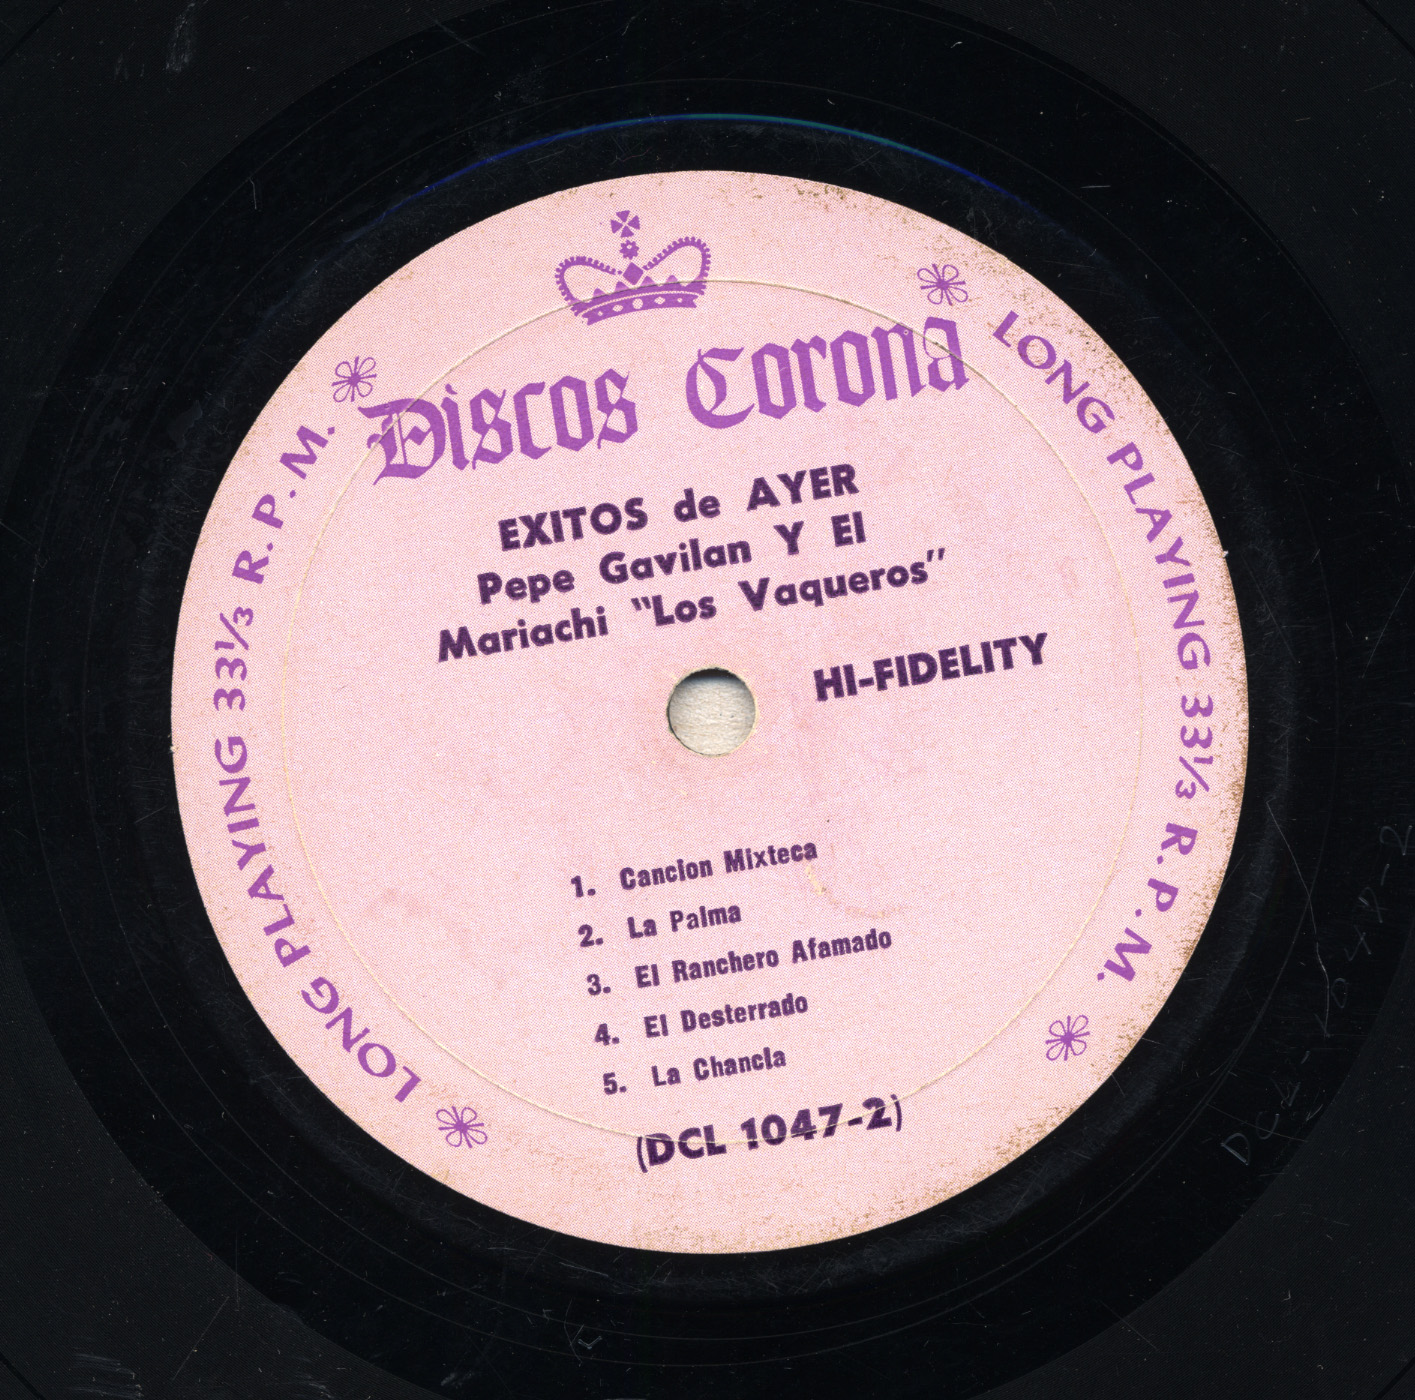 Discos Corona
LONG PLAYING 33⅓ R.P.M.
LONG PLAYING 33⅓ R.P.M.
EXITOS de AYER
Pepe Gavilan Y El
Mariachi "Los Vaqueros"
HI-FIDELITY
1. Cancion Mixteca
2. La Palma
3. El Ranchero Afamado
4. El Desterrado
5. La Chancla
(DCL 1047-2)